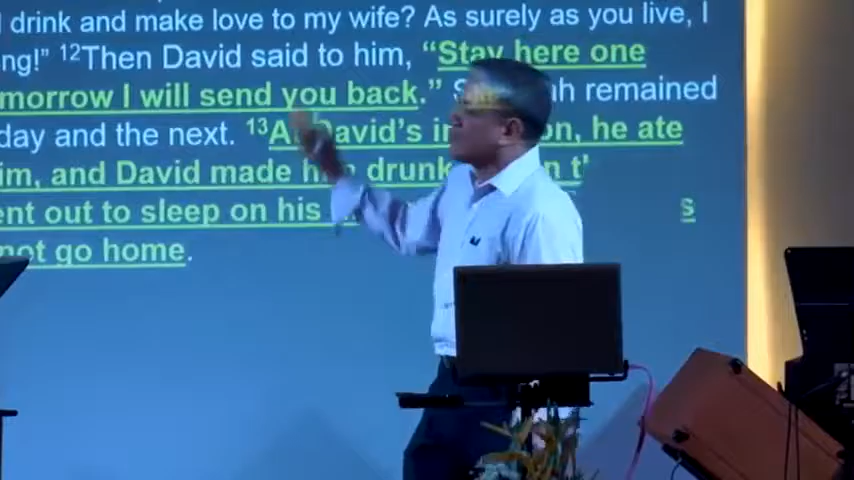 drink and make love to my wife? As surely as you live, I
ng!” 12Then David said to him, “Stay here one
morrow I will send you back.” remained
day and the next. 13At David’s in on, he ate
im, and David made him drunk. n t
ent out to sleep on his s
not go home.